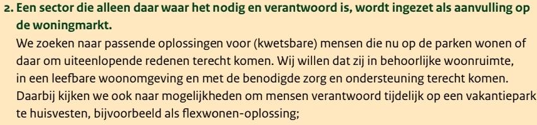 2. Een sector die alleen daar waar het nodig en verantwoord is, wordt ingezet als aanvulling op
de woningmarkt.
We zoeken naar passende oplossingen voor (kwetsbare) mensen die nu op de parken wonen of
daar om uiteenlopende redenen terecht komen. Wij willen dat zij in behoorlijke woonruimte,
in een leefbare woonomgeving en met de benodigde zorg en ondersteuning terecht komen.
Daarbij kijken we ook naar mogelijkheden om mensen verantwoord tijdelijk op een vakantiepark
te huisvesten, bijvoorbeeld als flexwonen-oplossing;